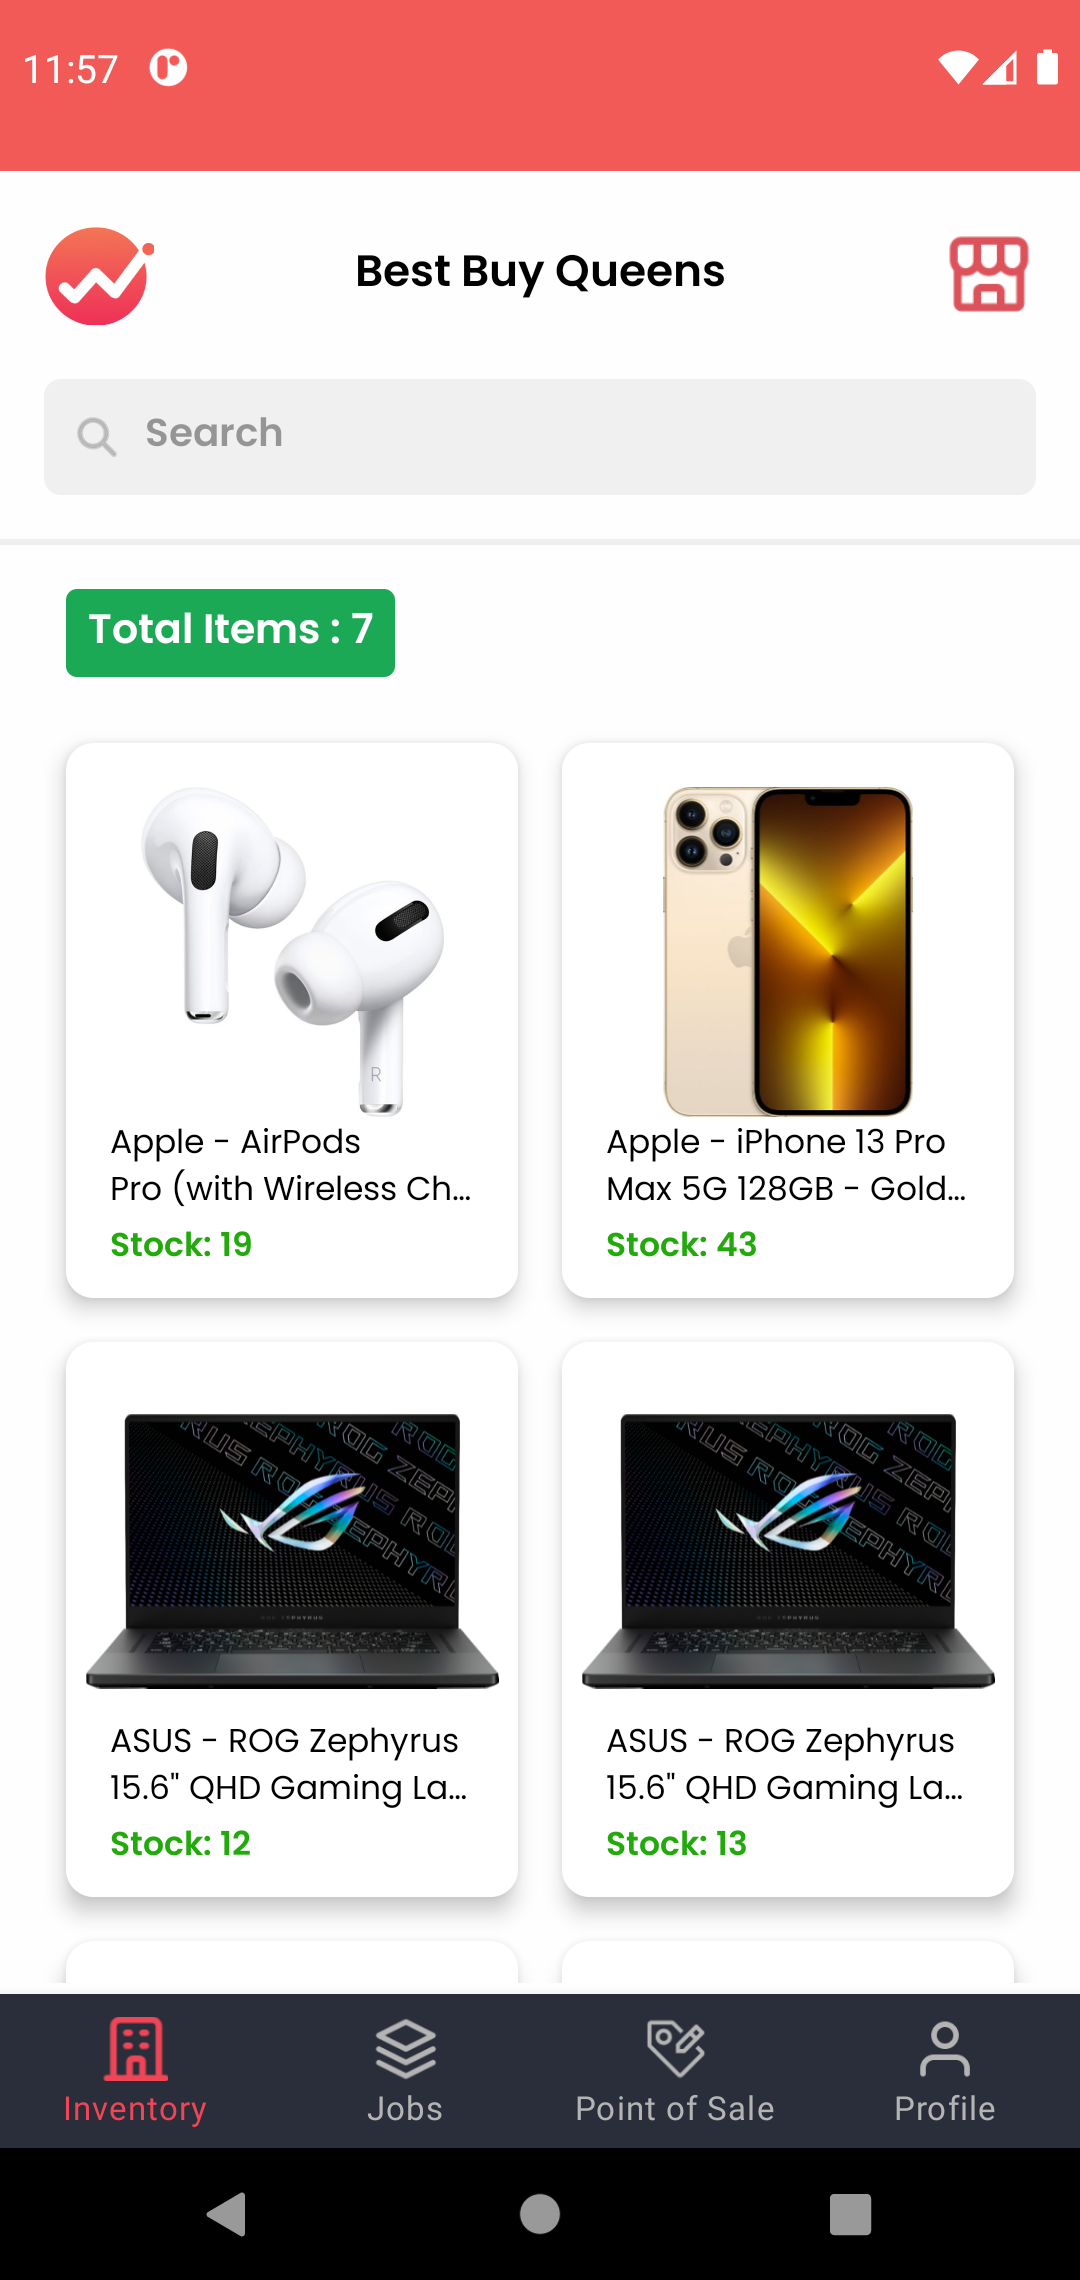 11:57
Best Buy Queens
Search
Total Items : 7
R
Apple - AirPods
Pro (with Wireless Ch...
Stock: 19
Apple - iPhone 13 Pro
Max 5G 128GB - Gold...
Stock: 43
ASUS - ROG Zephyrus
15.6" QHD Gaming La...
Stock: 12
ASUS - ROG Zephyrus
15.6" QHD Gaming La...
Stock: 13
Inventory
Jobs
Point of Sale
Profile